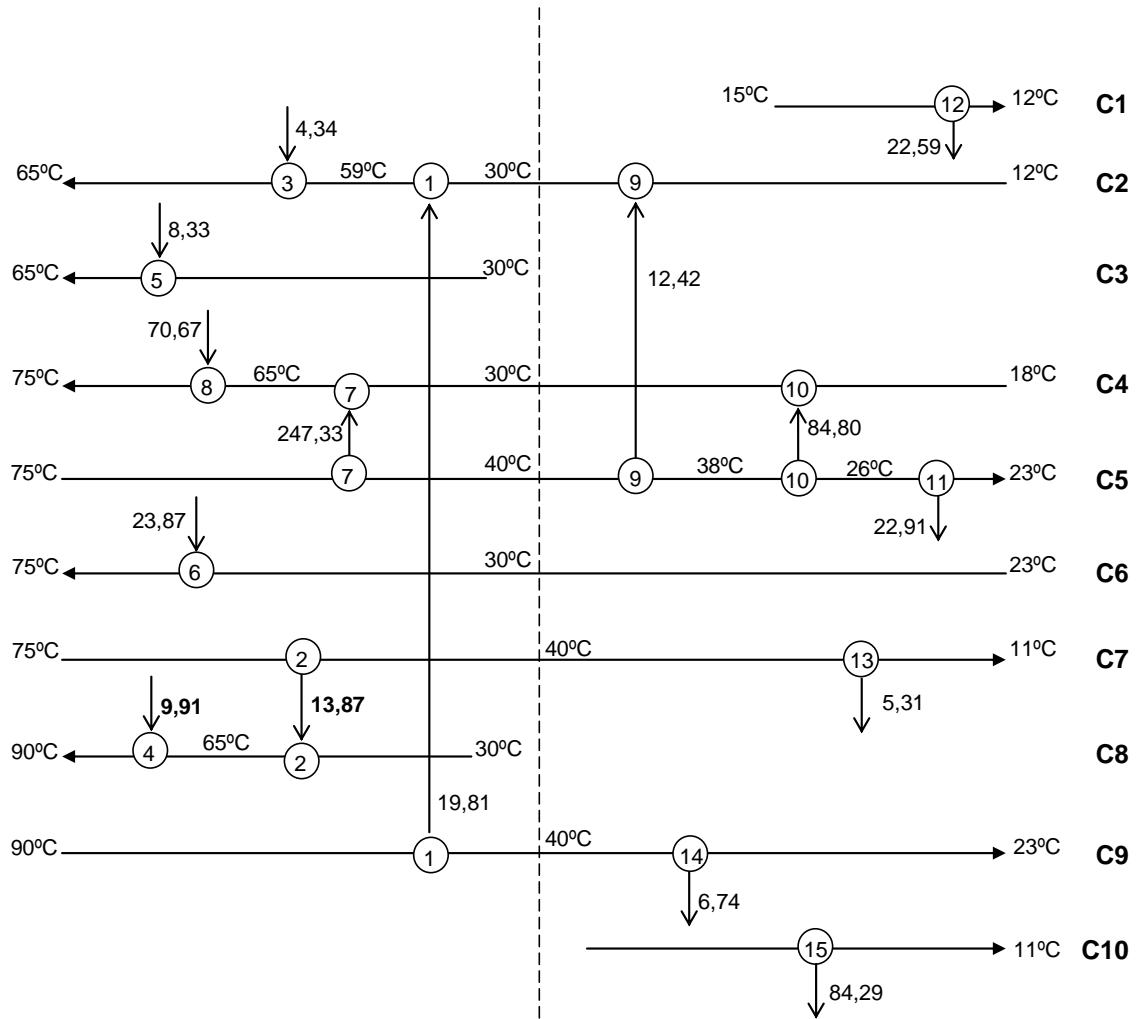 15ºC 12 12ºC C1
4,34 22,59
65ºC 3 59ºC 1 30ºC 9 12ºC C2
8,33
65ºC 5 30ºC 12,42 C3
70,67
75ºC 8 65ºC 7 30ºC 10 18ºC C4
247,33 84,80
75ºC 7 40ºC 9 38ºC 10 26ºC 11 23ºC C5
23,87 22,91
75ºC 6 30ºC 23ºC C6
75ºC 2 40ºC 13 11ºC C7
9,91 13,87 5,31
90ºC 4 65ºC 2 30ºC C8
19,81
90ºC 1 40ºC 14 23ºC C9
6,74
15 11ºC C10
84,29